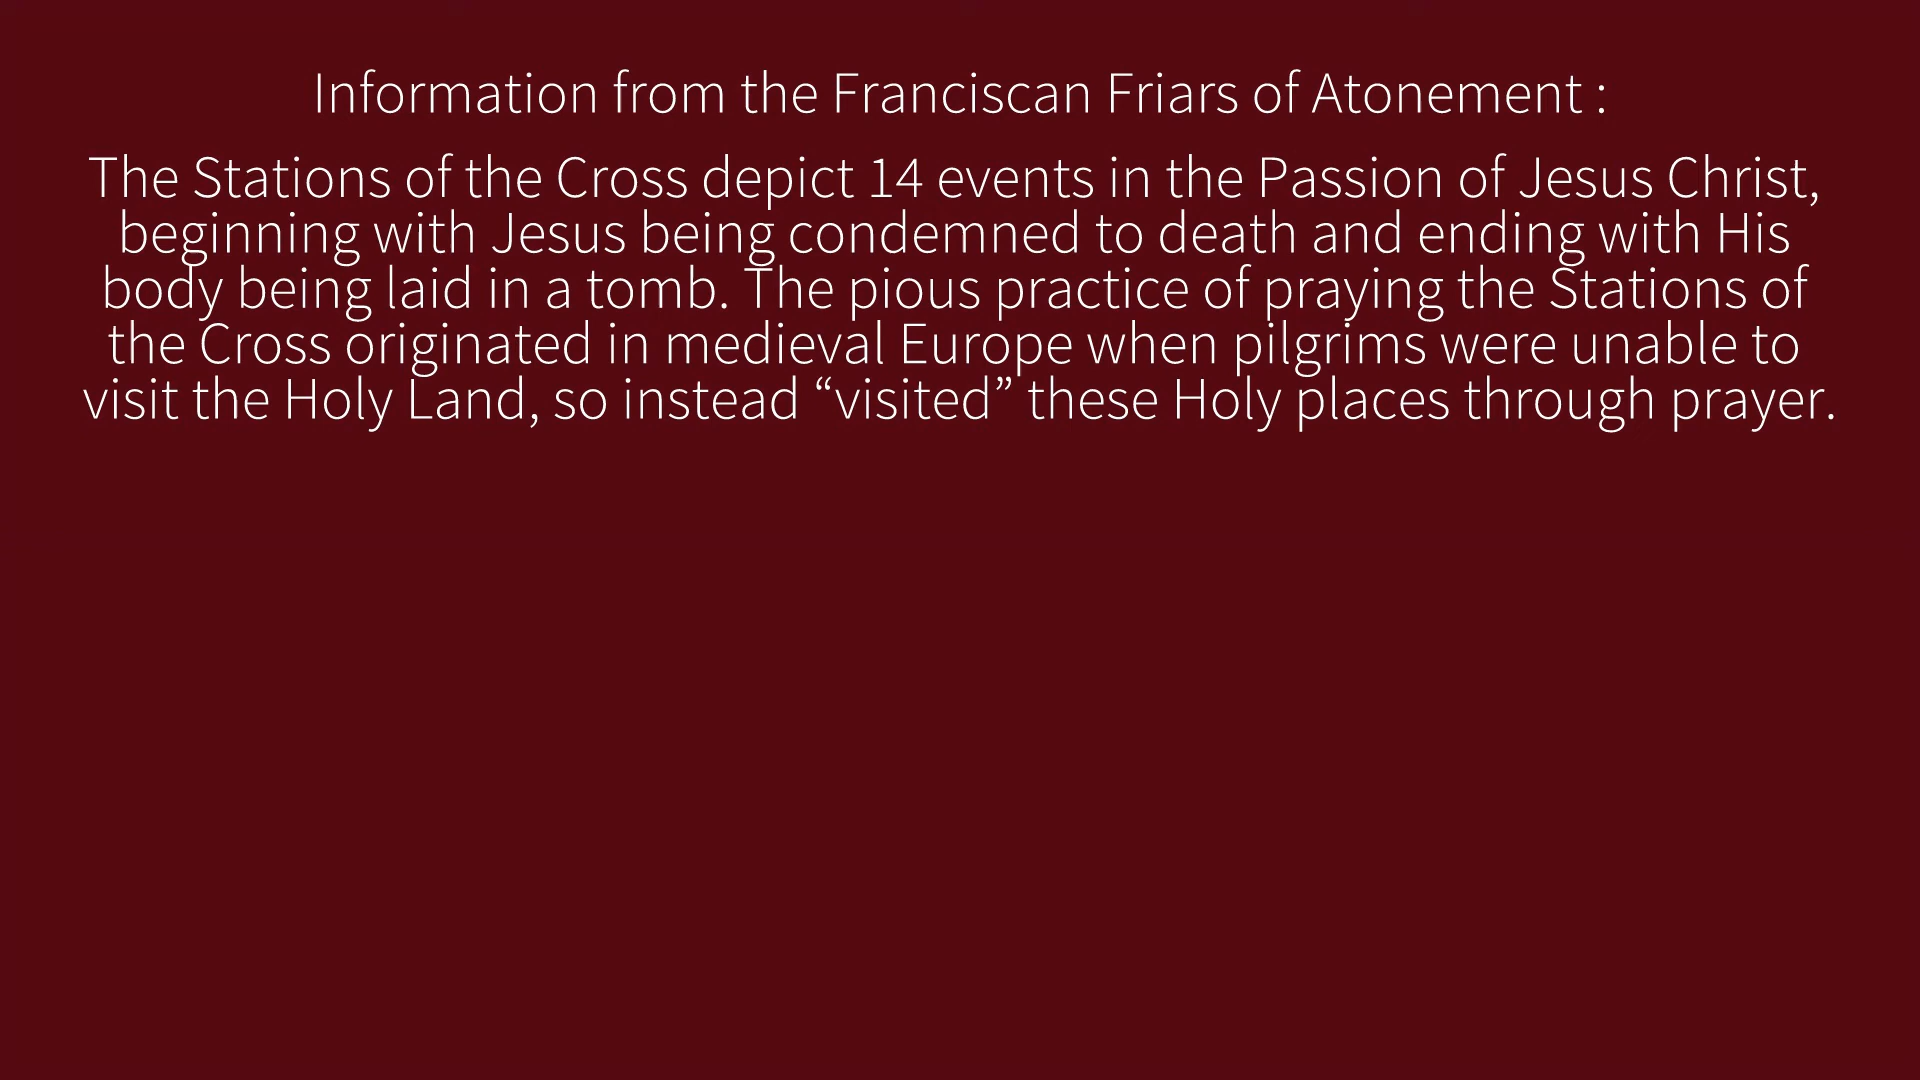 Information from the Franciscan Friars of Atonement :
The Stations of the Cross depict 14 events in the Passion of Jesus Christ,
beginning with Jesus being condemned to death and ending with His
body being laid in a tomb. The pious practice of praying the Stations of
the Cross originated in medieval Europe when pilgrims were unable to
visit the Holy Land, so instead “visited” these Holy places through prayer.